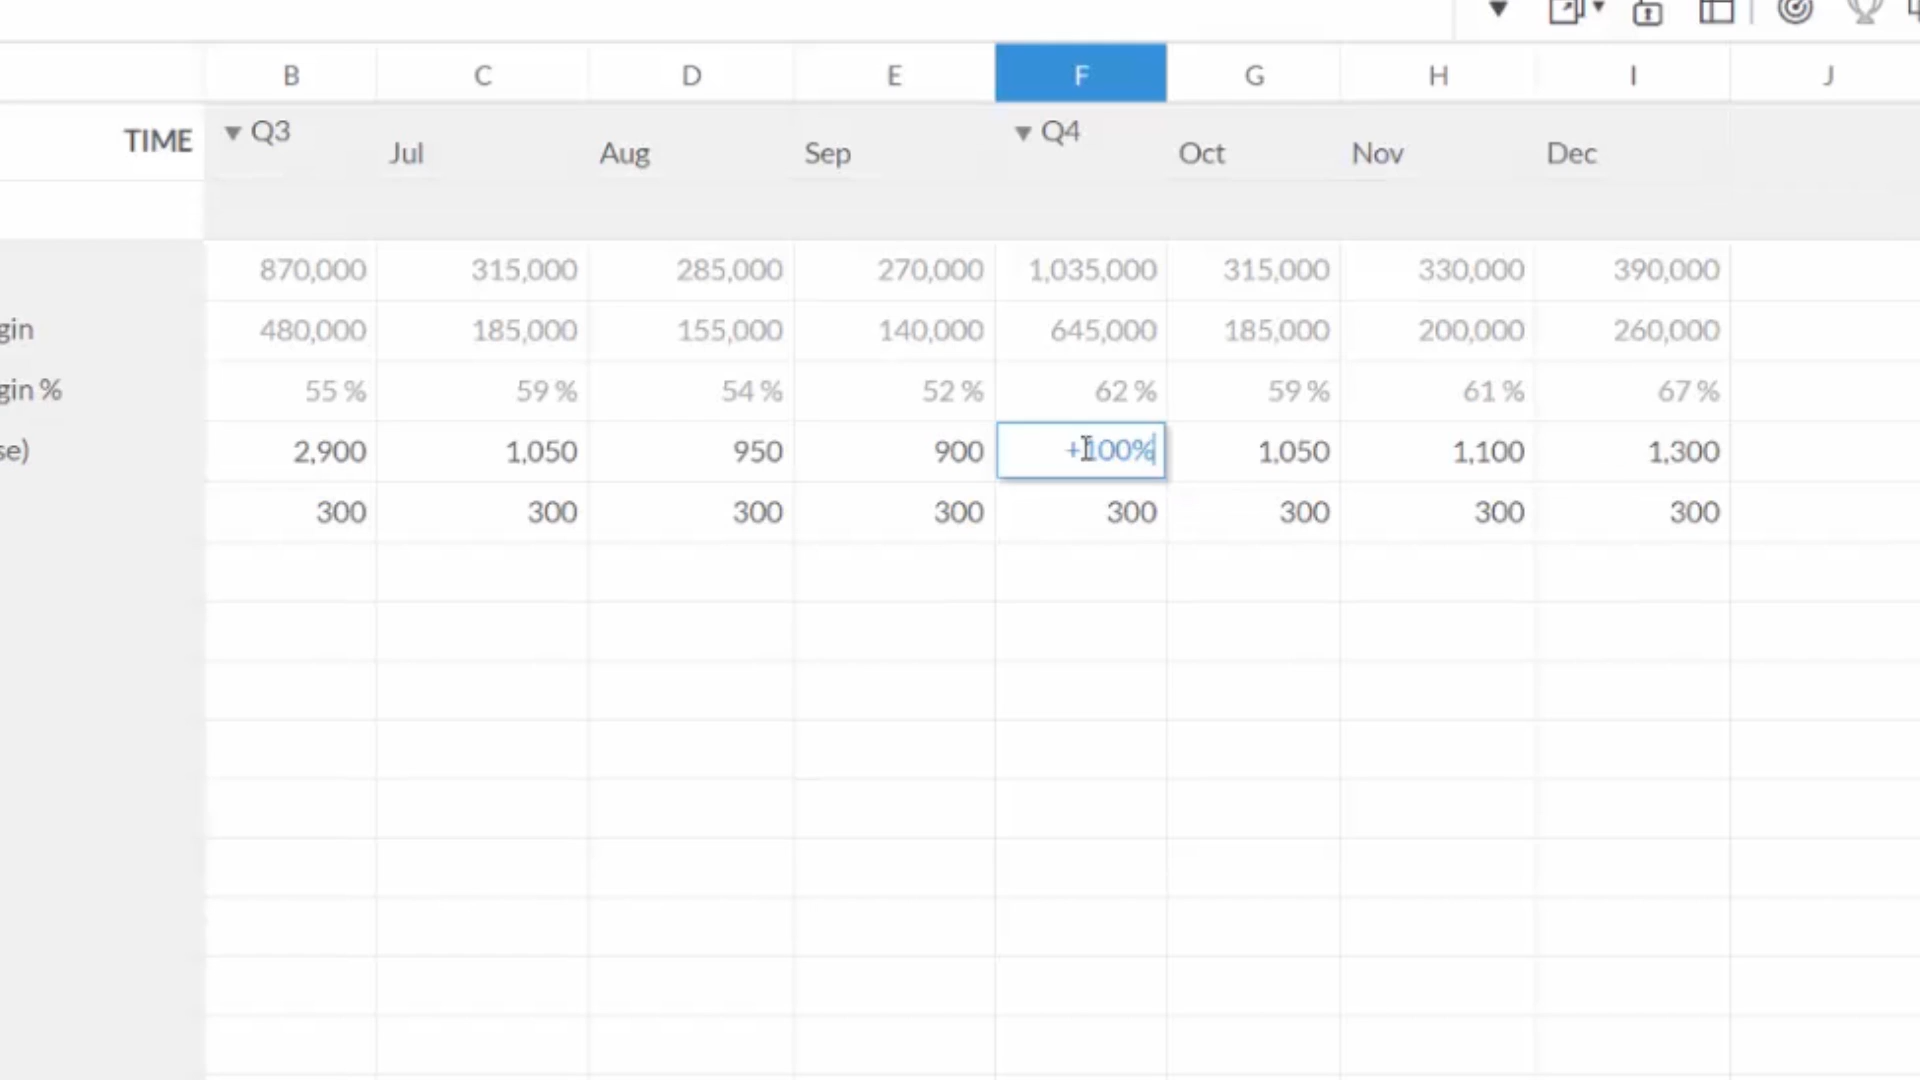 B C D E F G H I J
TIME ▼ Q3 Jul Aug Sep ▼ Q4 Oct Nov Dec
870,000 315,000 285,000 270,000 1,035,000 315,000 330,000 390,000
gin 480,000 185,000 155,000 140,000 645,000 185,000 200,000 260,000
gin % 55 % 59 % 54 % 52 % 62 % 59 % 61 % 67 %
se) 2,900 1,050 950 900 +100% 1,050 1,100 1,300
300 300 300 300 300 300 300 300